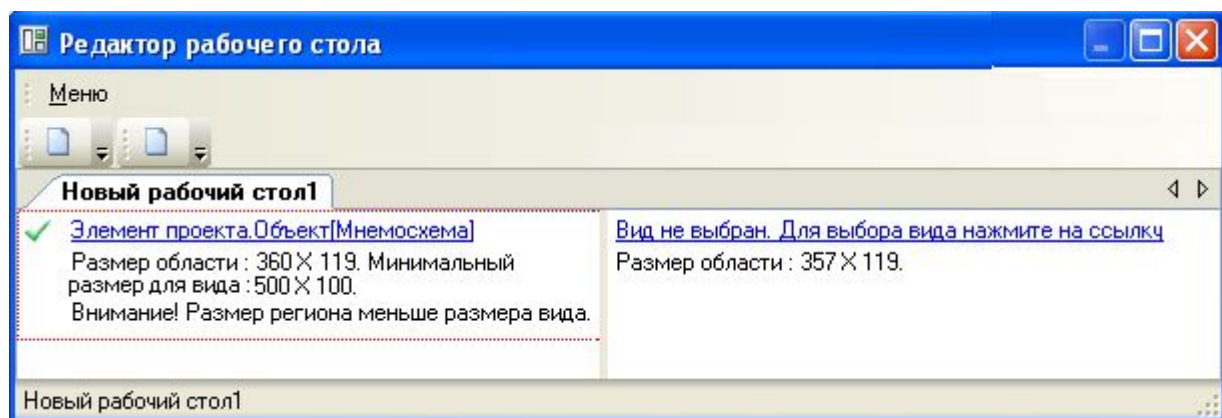 Редактор рабочего стола
Меню
Новый рабочий стол1
Элемент проекта.Объект[Мнемосхема]
Размер области : 360 X 119. Минимальный
размер для вида :500 X 100.
Внимание! Размер региона меньше размера вида.
Вид не выбран. Для выбора вида нажмите на ссылку
Размер области : 357 X 119.
Новый рабочий стол1